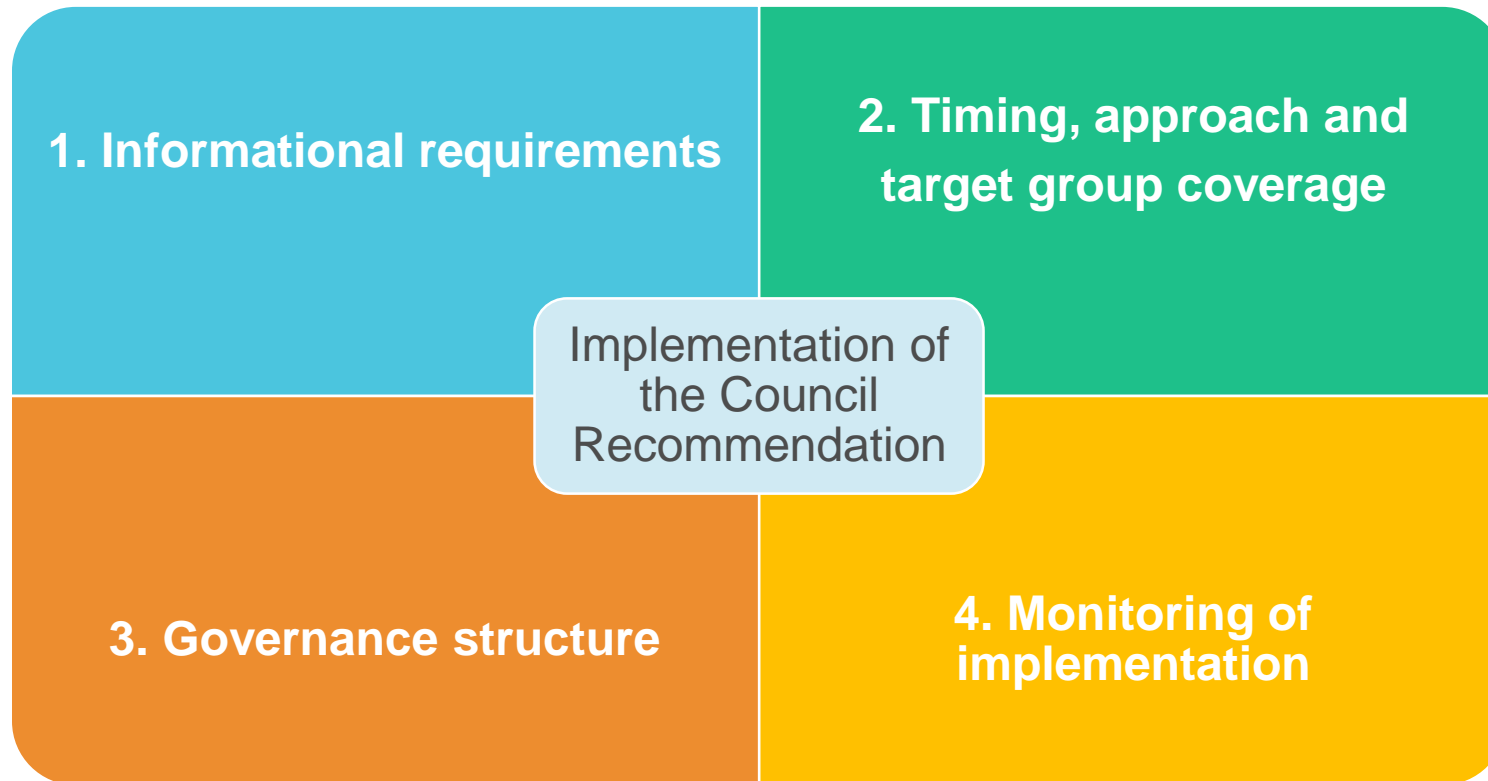 1. Informational requirements
2. Timing, approach and
target group coverage
Implementation of
the Council
Recommendation
3. Governance structure
4. Monitoring of
implementation